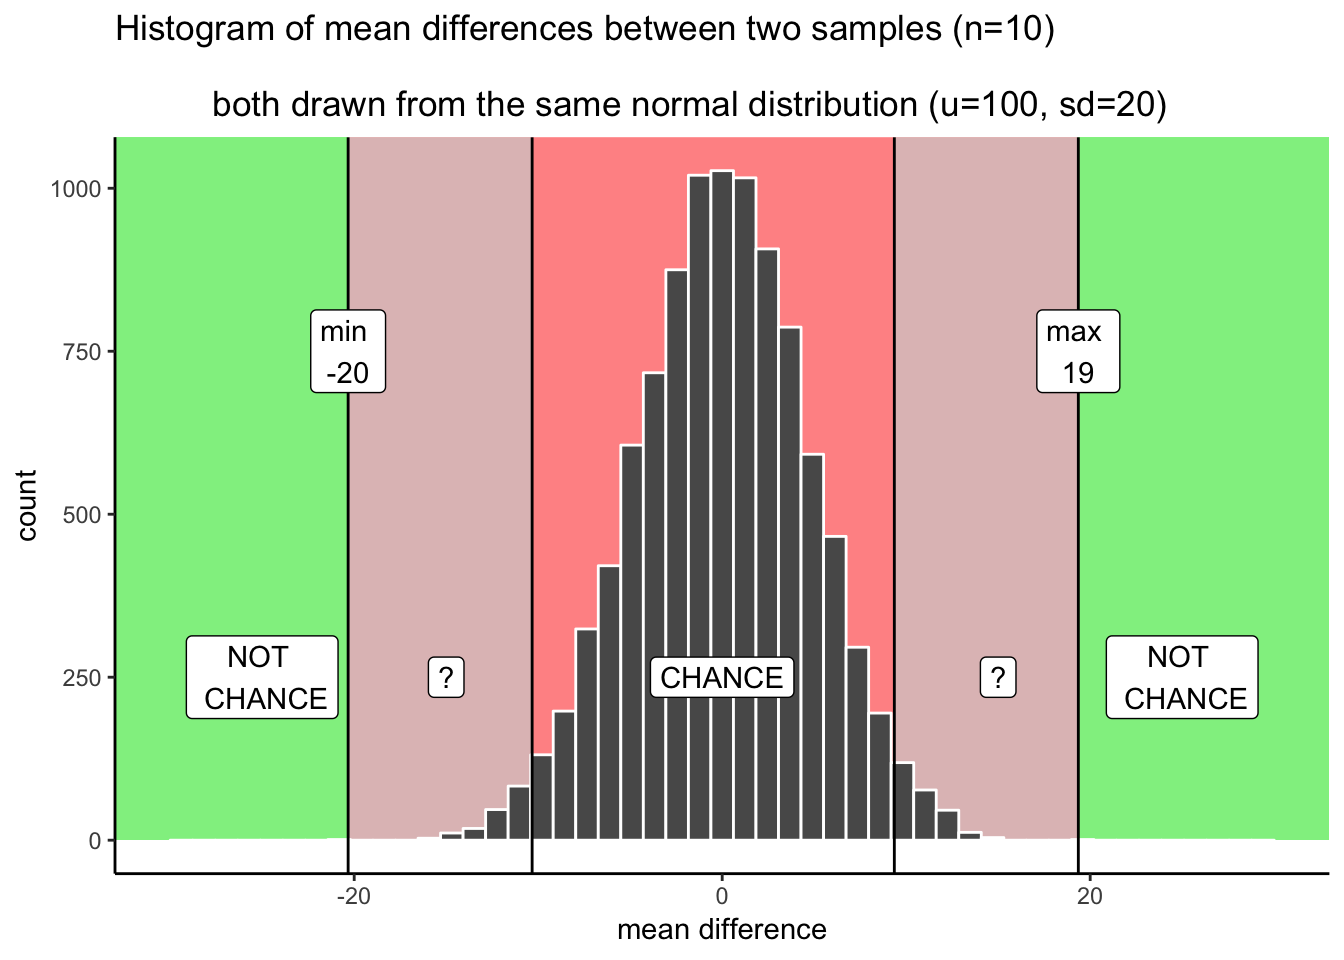 Histogram of mean differences between two samples (n=10)
both drawn from the same normal distribution (u=100, sd=20)
1000
750
500
250
0
count
min
-20
max
19
NOT
CHANCE
?
CHANCE
?
NOT
CHANCE
-20
0
20
mean difference